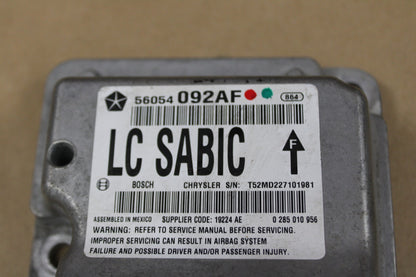 56054 092AF 864
LC SABIC F
BOSCH CHRYSLER S/N: T52MD227101981
ASSEMBLED IN MEXICO SUPPLIER CODE: 19224 AE 0 285 010 956
WARNING: REFER TO SERVICE MANUAL BEFORE SERVICING.
IMPROPER SERVICING CAN RESULT IN AIRBAG SYSTEM
FAILURE AND POSSIBLE DRIVER AND/OR PASSENGER INJURY.